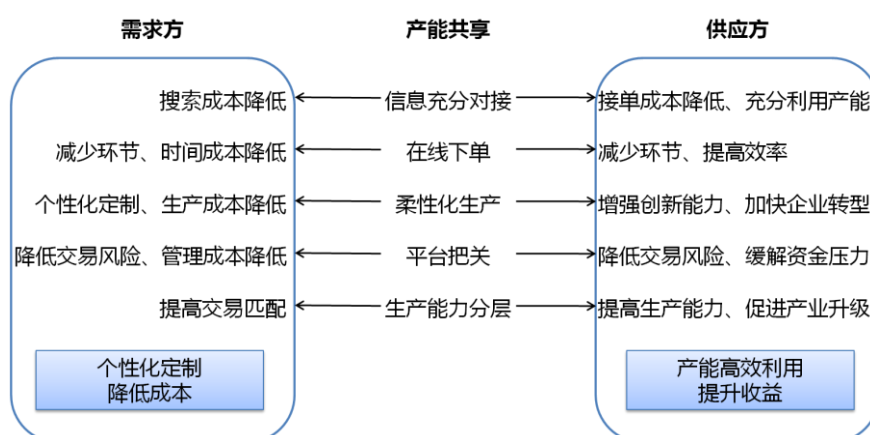 需求方 产能共享 供应方
搜索成本降低 信息充分对接 接单成本降低、充分利用产能
减少环节、时间成本降低 在线下单 减少环节、提高效率
个性化定制、生产成本降低 柔性化生产 增强创新能力、加快企业转型
降低交易风险、管理成本降低 平台把关 降低交易风险、缓解资金压力
提高交易匹配 生产能力分层 提高生产能力、促进产业升级
个性化定制 产能高效利用
降低成本 提升收益